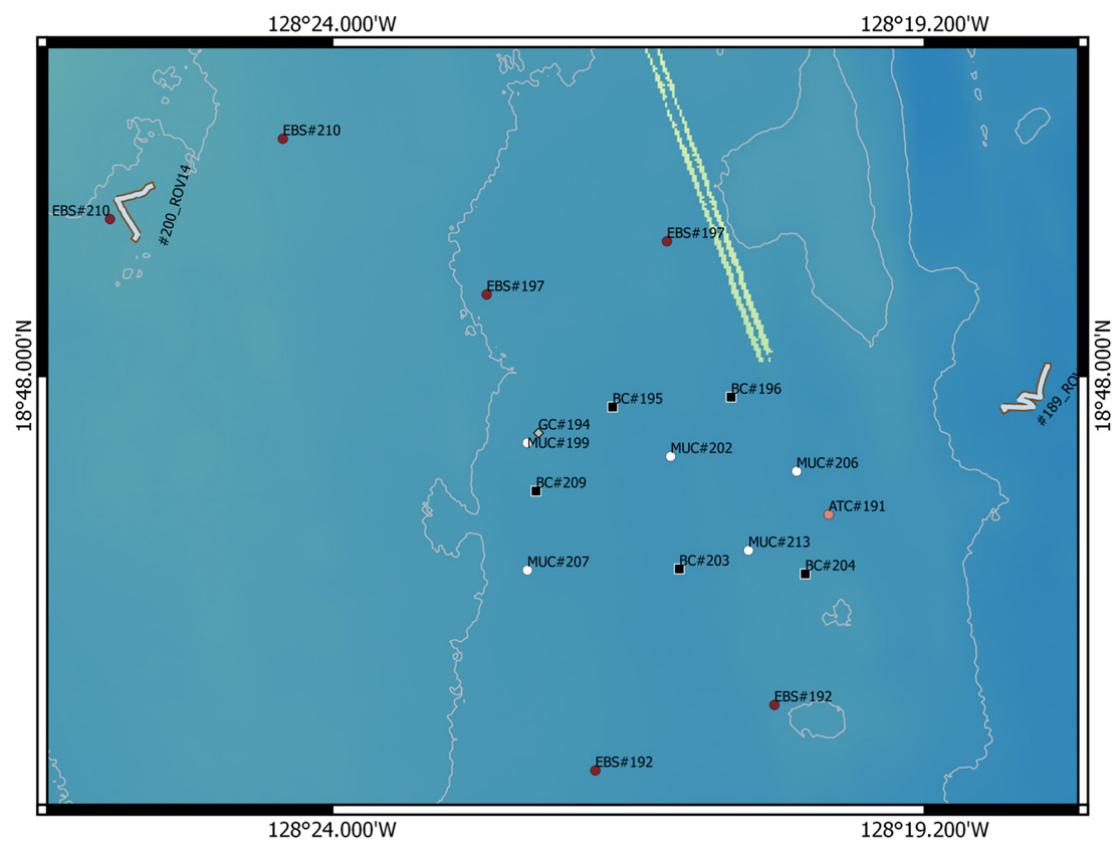 128°24.000'W
128°19.200'W
EBS#210
#200_ROV14
EBS#210
EBS#197
EBS#197
18°48.000'N
18°48.000'N
#189_ROV
BC#196
BC#195
GC#194
MUC#199
MUC#202
MUC#206
BC#209
ATC#191
MUC#213
MUC#207
BC#203
BC#204
EBS#192
EBS#192
128°24.000'W
128°19.200'W